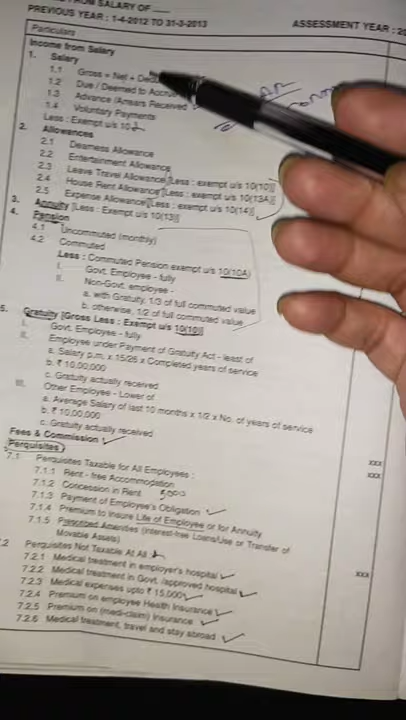 FROM SALARY OF
PREVIOUS YEAR : 1-4-2012 TO 31-3-2013 ASSESSMENT YEAR : 20
Particulars
Income from Salary
1. Salary
1.1 Gross = Net +
1.2 Due / Deemed to Accrue
1.3 Advance /Arrears Received
1.4 Voluntary Payments
Less : Exempt u/s 10
2. Allowances
2.1 Dearness Allowance
2.2 Entertainment Allowance
2.3 Leave Travel Allowance [Less : exempt u/s 10(10)]
2.4 House Rent Allowance [Less : exempt u/s 10(13A)]
2.5 Expense Allowance [Less : exempt u/s 10(14)]
3. Annuity [Less : Exempt u/s 10(13)]
4. Pension
4.1 Uncommuted (monthly)
4.2 Commuted
Less : Commuted Pension exempt u/s 10(10A)
I. Govt. Employee - fully
II. Non-Govt. employee -
a. with Gratuity, 1/3 of full commuted value
b. otherwise, 1/2 of full commuted value
5. Gratuity [Gross Less : Exempt u/s 10(10)]
I. Govt. Employee - fully
II. Employee under Payment of Gratuity Act - least of
a. Salary p.m. x 15/26 x Completed years of service
b. ₹ 10,00,000
c. Gratuity actually received
III. Other Employee - Lower of
a. Average Salary of last 10 months x 1/2 x No. of years of service
b. ₹ 10,00,000
c. Gratuity actually received
Fees & Commission xxx
Perquisites xxx
7.1 Perquisites Taxable for All Employees :
7.1.1 Rent - free Accommodation
7.1.2 Concession in Rent 5000
7.1.3 Payment of Employee's Obligation
7.1.4 Premium to Insure Life of Employee or for Annuity
7.1.5 Prescribed Amenities (interest-free Loans/Use or Transfer of
Movable Assets)
7.2 Perquisites Not Taxable At All xxx
7.2.1 Medical treatment in employer's hospital
7.2.2 Medical treatment in Govt. /approved hospital
7.2.3 Medical expenses upto ₹ 15,000
7.2.4 Premium on employee Health Insurance
7.2.5 Premium on (medi-claim) Insurance
7.2.6 Medical treatment, travel and stay abroad